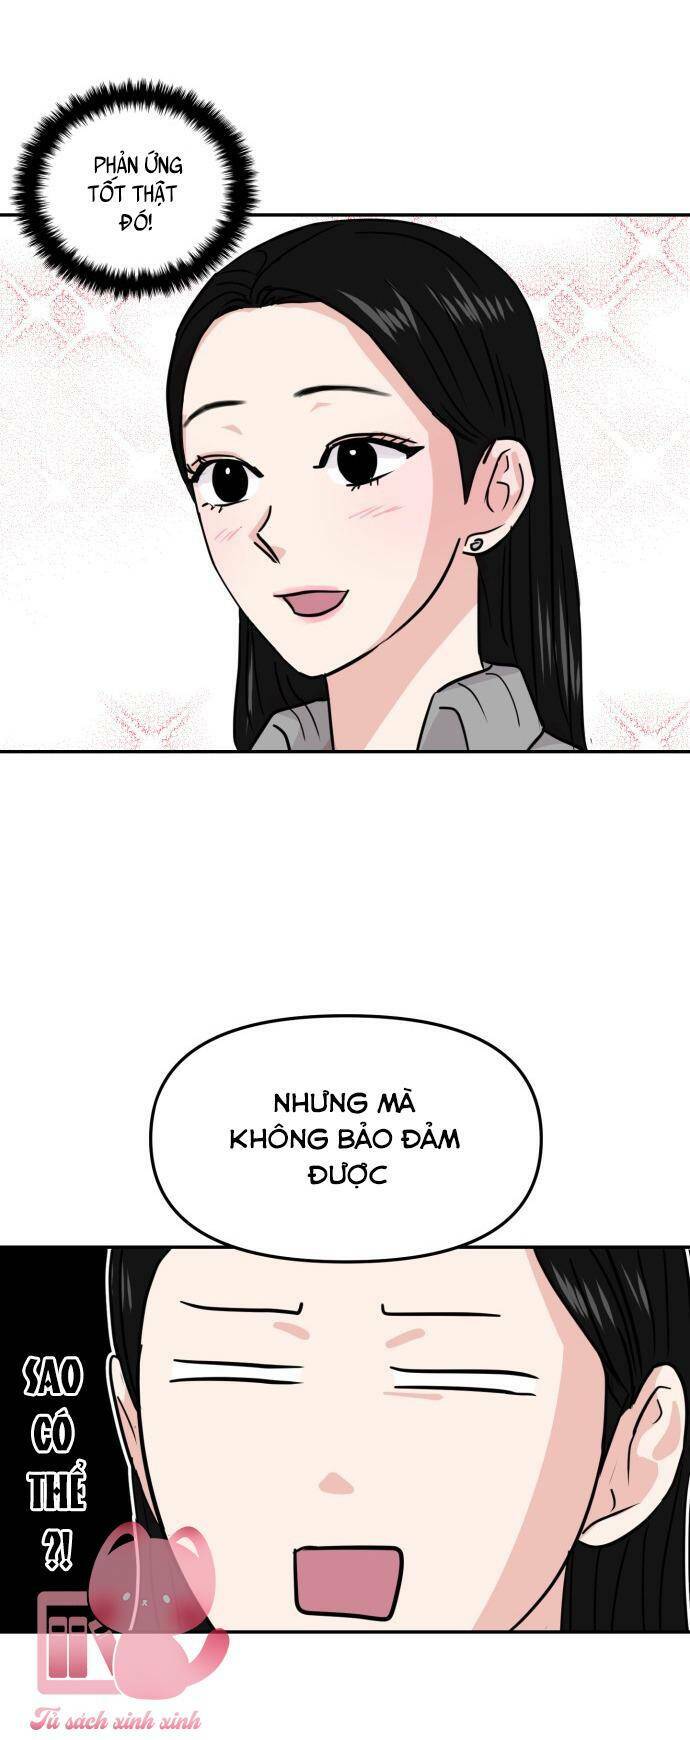 PHẢN ỨNG
TỐT THẬT
ĐÓ!
NHƯNG MÀ
KHÔNG BẢO ĐẢM
ĐƯỢC
SAO
CÓ
THỂ
?!
Tủ sách xinh xinh